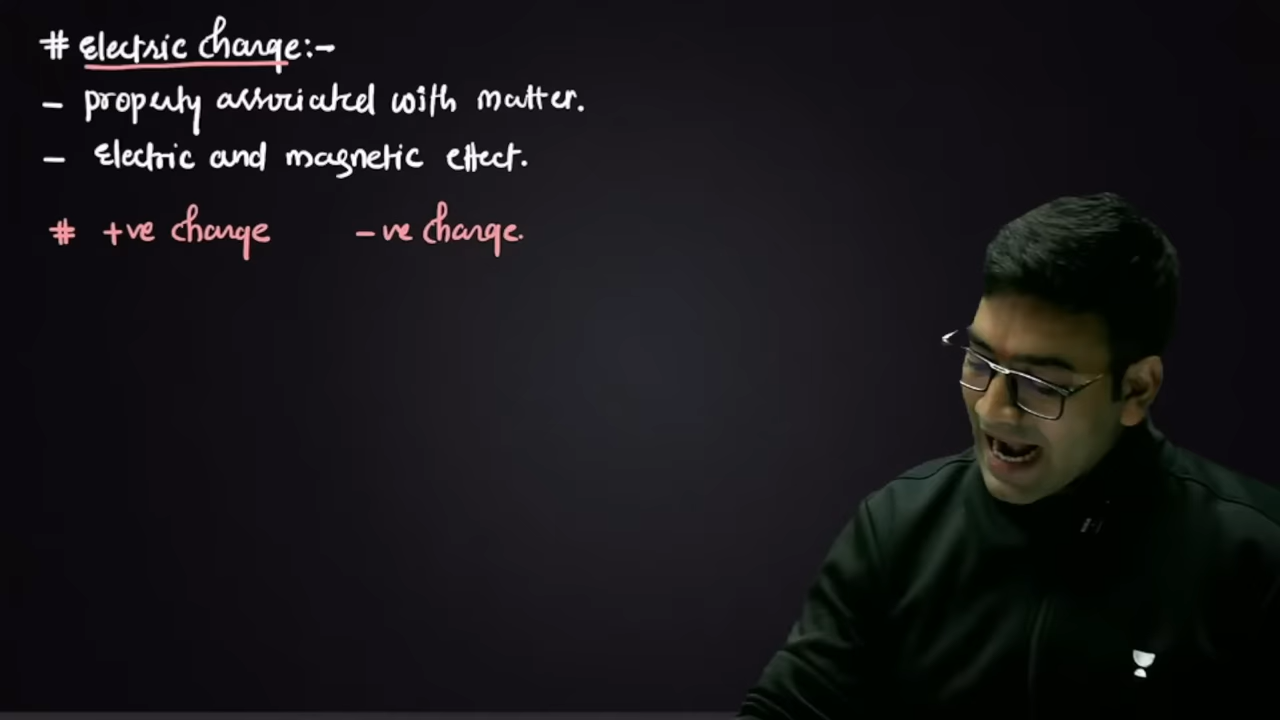 # Electric charge:-
- property associated with matter.
- Electric and magnetic effect.
# +ve charge -ve charge.